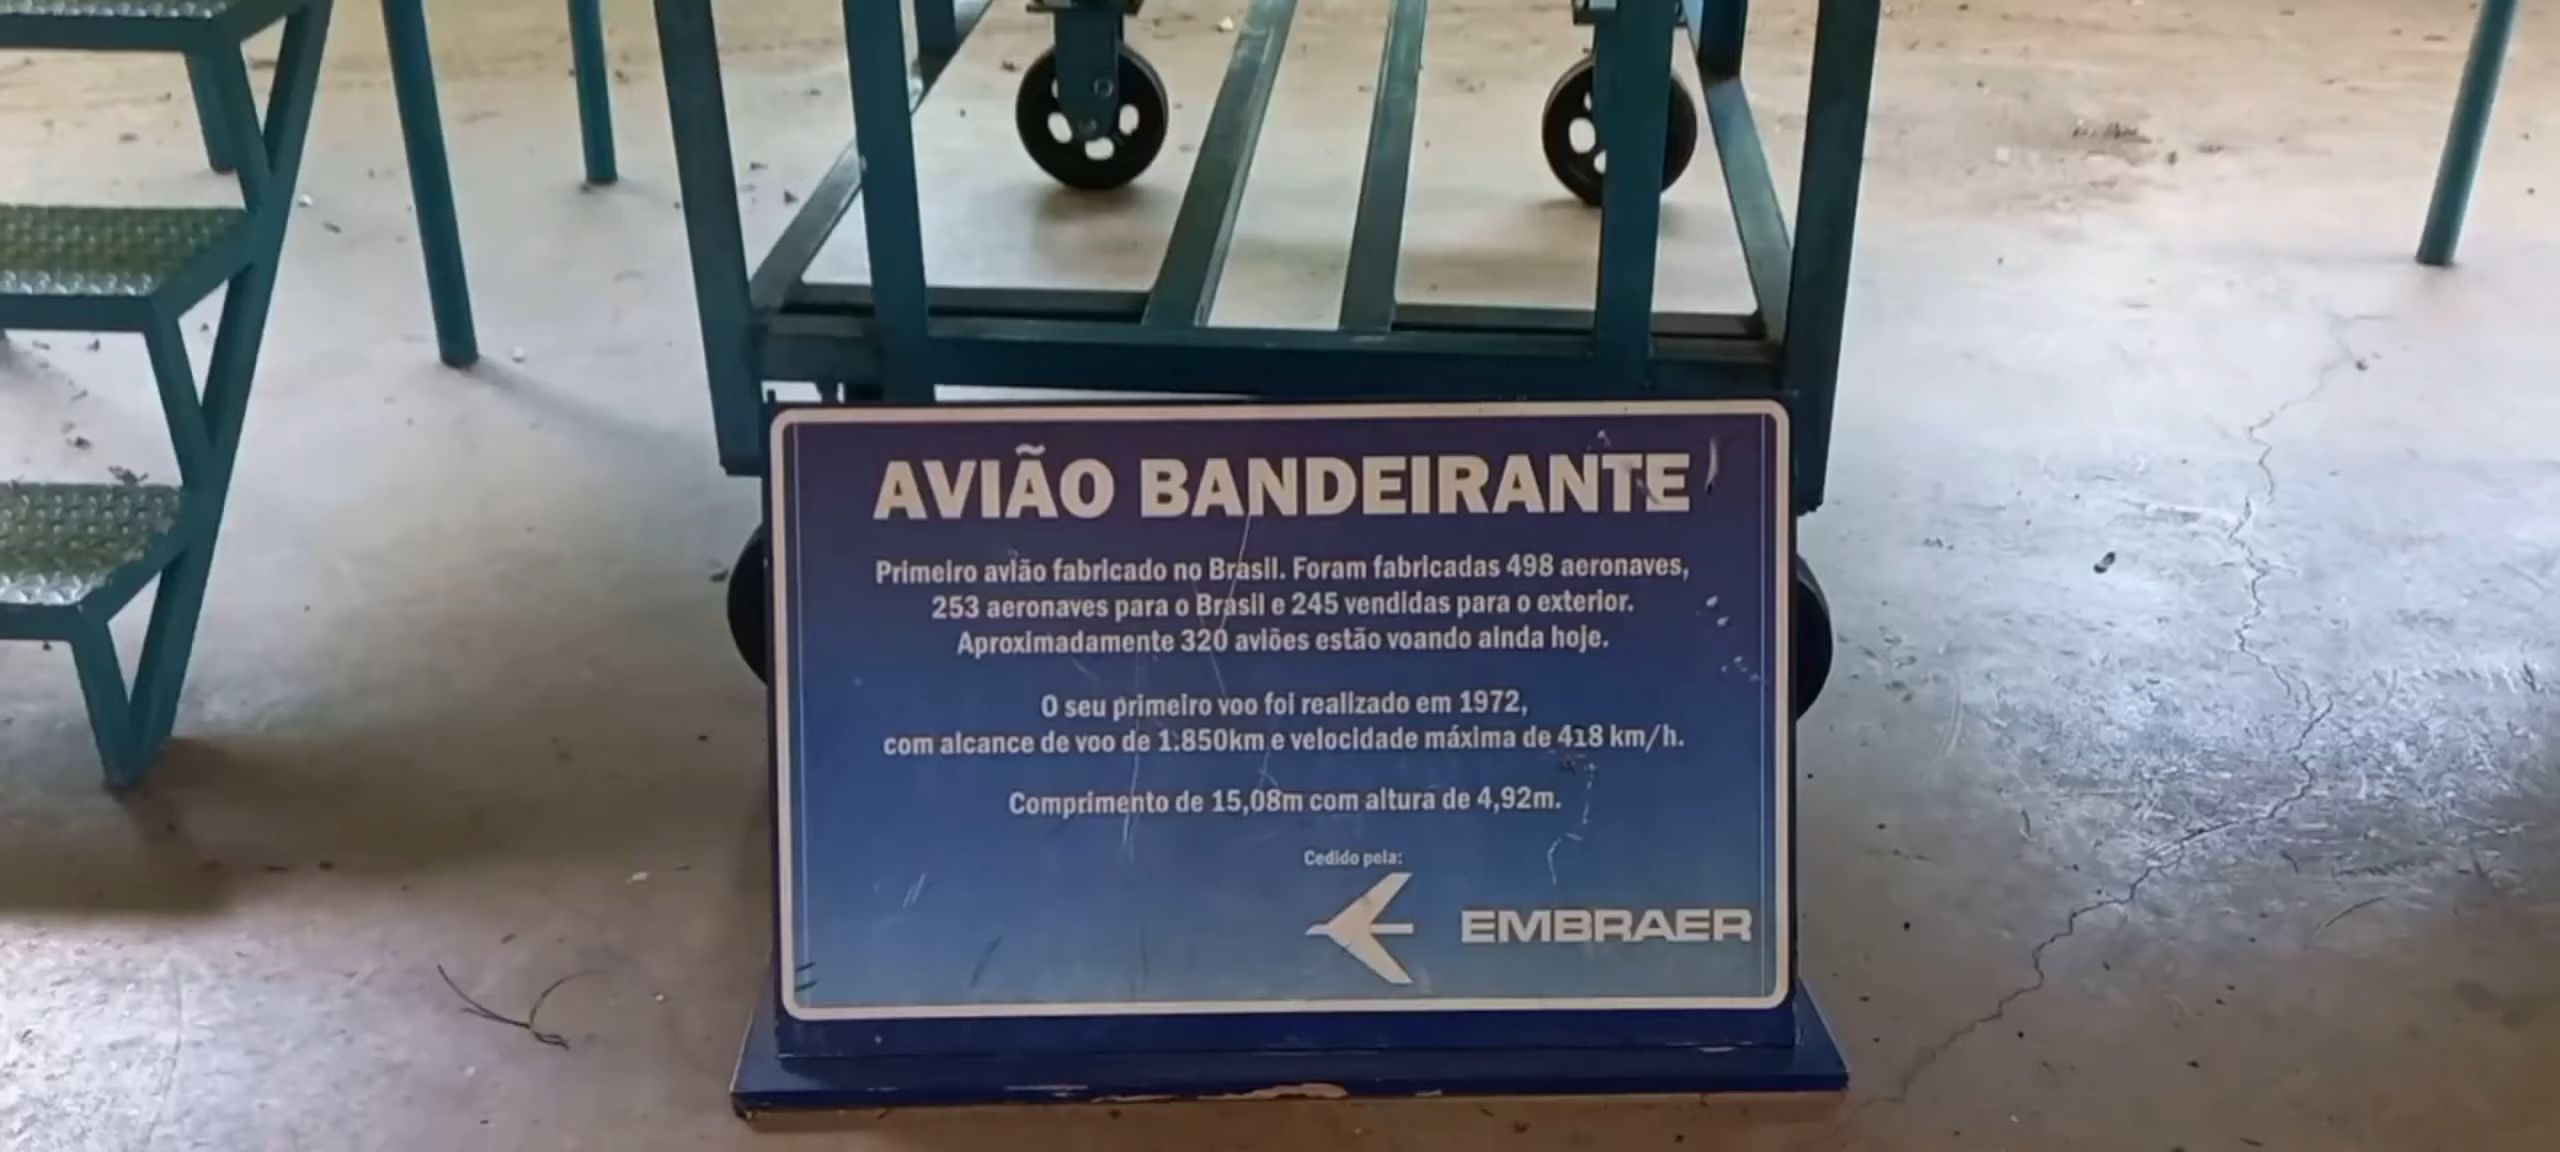 AVIÃO BANDEIRANTE
Primeiro avião fabricado no Brasil. Foram fabricadas 498 aeronaves,
253 aeronaves para o Brasil e 245 vendidas para o exterior.
Aproximadamente 320 aviões estão voando ainda hoje.
O seu primeiro voo foi realizado em 1972,
com alcance de voo de 1.850km e velocidade máxima de 418 km/h.
Comprimento de 15,08m com altura de 4,92m.
Cedido pela:
EMBRAER